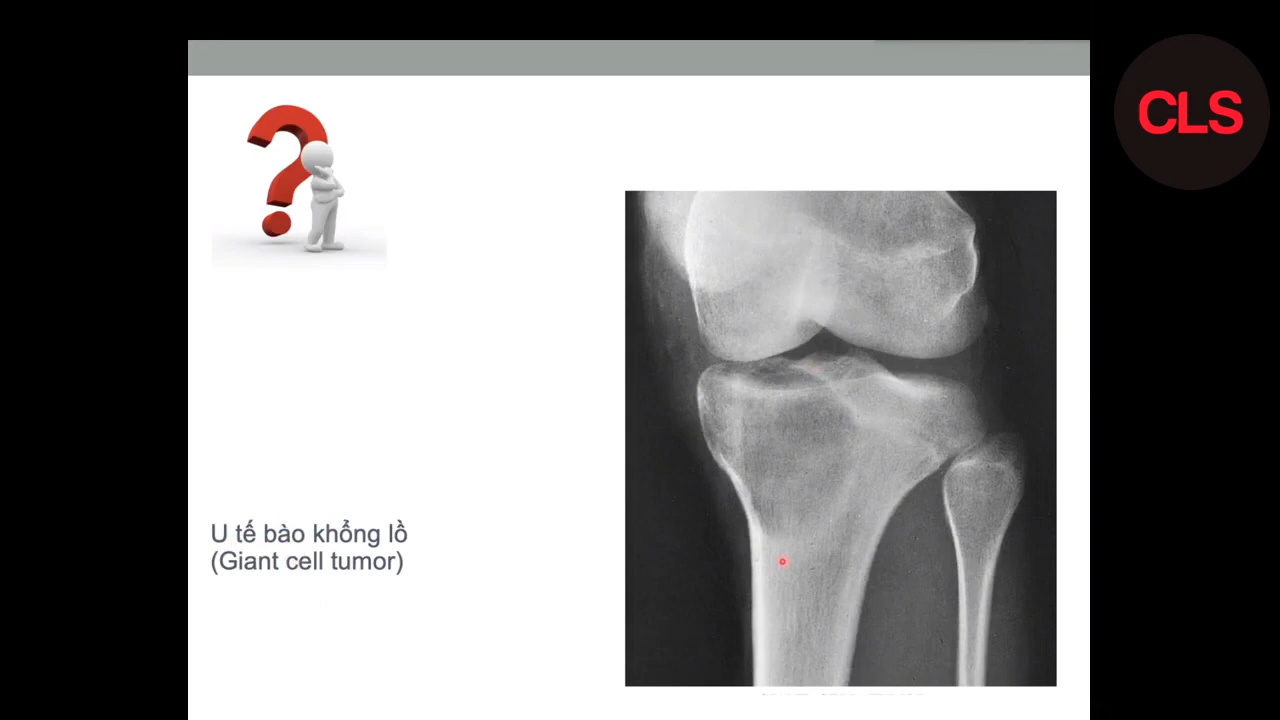 CLS
U tế bào khổng lồ
(Giant cell tumor)